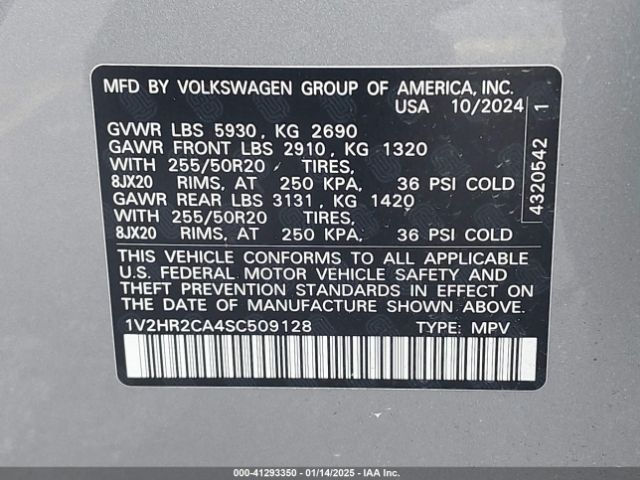 MFD BY VOLKSWAGEN GROUP OF AMERICA, INC.
USA 10/2024
GVWR LBS 5930, KG 2690
GAWR FRONT LBS 2910, KG 1320
WITH 255/50R20 TIRES,
8JX20 RIMS, AT 250 KPA, 36 PSI COLD
GAWR REAR LBS 3131, KG 1420
WITH 255/50R20 TIRES,
8JX20 RIMS, AT 250 KPA, 36 PSI COLD
4320542 1
THIS VEHICLE CONFORMS TO ALL APPLICABLE
U.S. FEDERAL MOTOR VEHICLE SAFETY AND
THEFT PREVENTION STANDARDS IN EFFECT ON
THE DATE OF MANUFACTURE SHOWN ABOVE.
1V2HR2CA4SC509128 TYPE: MPV
000-41293350 - 01/14/2025 - IAA Inc.